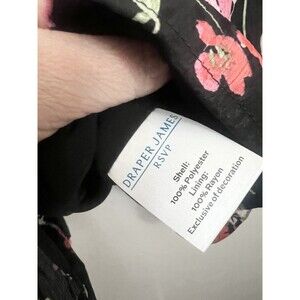 DRAPER JAMES
RSVP
Shell:
100% Polyester
Lining:
100% Rayon
Exclusive of decoration